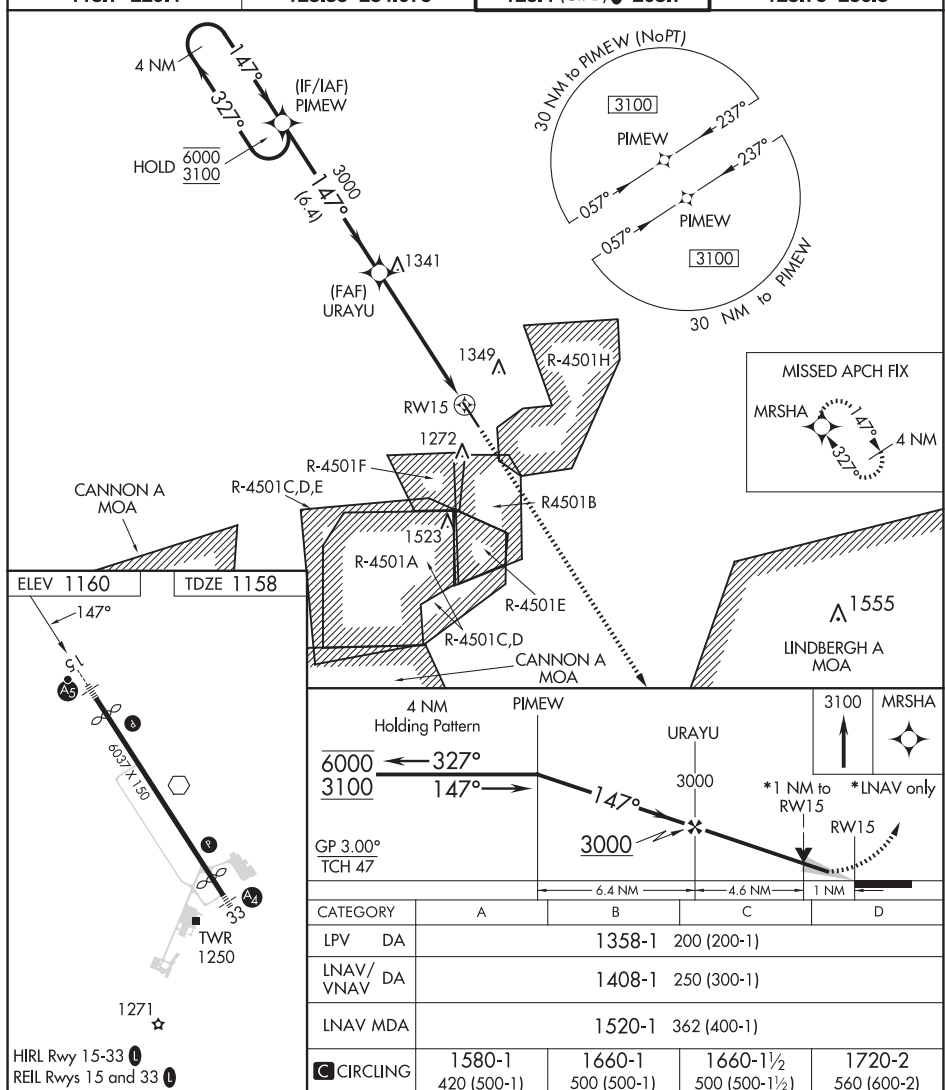 4 NM
147°
327°
(IF/IAF)
PIMEW
HOLD 6000
3100
3000
147°
(6.4)
(FAF)
URAYU
1341
30 NM to PIMEW (NoPT)
3100
PIMEW
237°
057°
237°
PIMEW
057°
3100
30 NM to PIMEW
1349
R-4501H
RW15
1272
R-4501F
R-4501C,D,E
R4501B
CANNON A
MOA
1523
R-4501A
R-4501E
R-4501C,D
CANNON A
MOA
MISSED APCH FIX
MRSHA
147°
4 NM
327°
1555
LINDBERGH A
MOA
ELEV 1160
TDZE 1158
147°
15
A5
P
6037 X 150
P
A4
33
TWR
1250
1271
HIRL Rwy 15-33 L
REIL Rwys 15 and 33 L
4 NM
Holding Pattern
PIMEW
URAYU
3100
MRSHA
6000
327°
3100
147°
147°
3000
3000
*1 NM to
RW15
*LNAV only
RW15
GP 3.00°
TCH 47
6.4 NM
4.6 NM
1 NM
CATEGORY A B C D
LPV DA 1358-1 200 (200-1)
LNAV/
VNAV DA 1408-1 250 (300-1)
LNAV MDA 1520-1 362 (400-1)
C CIRCLING 1580-1 1660-1 1660-1½ 1720-2
420 (500-1) 500 (500-1) 500 (500-1½) 560 (600-2)